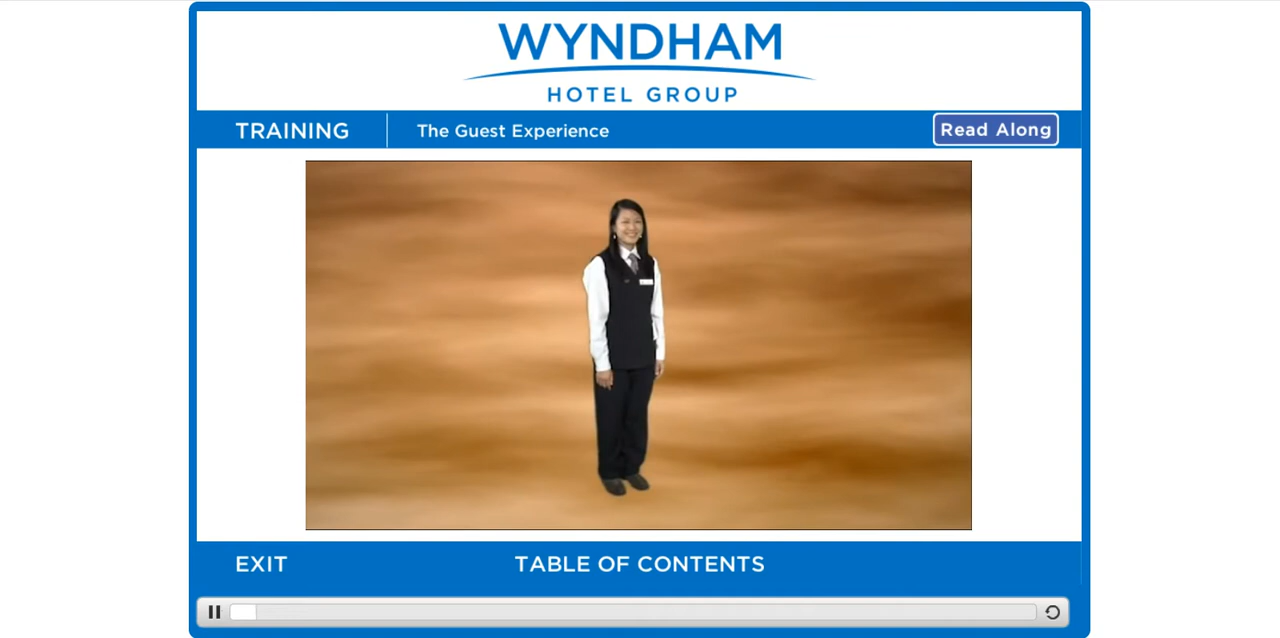 WYNDHAM
HOTEL GROUP
TRAINING
The Guest Experience
Read Along
EXIT
TABLE OF CONTENTS